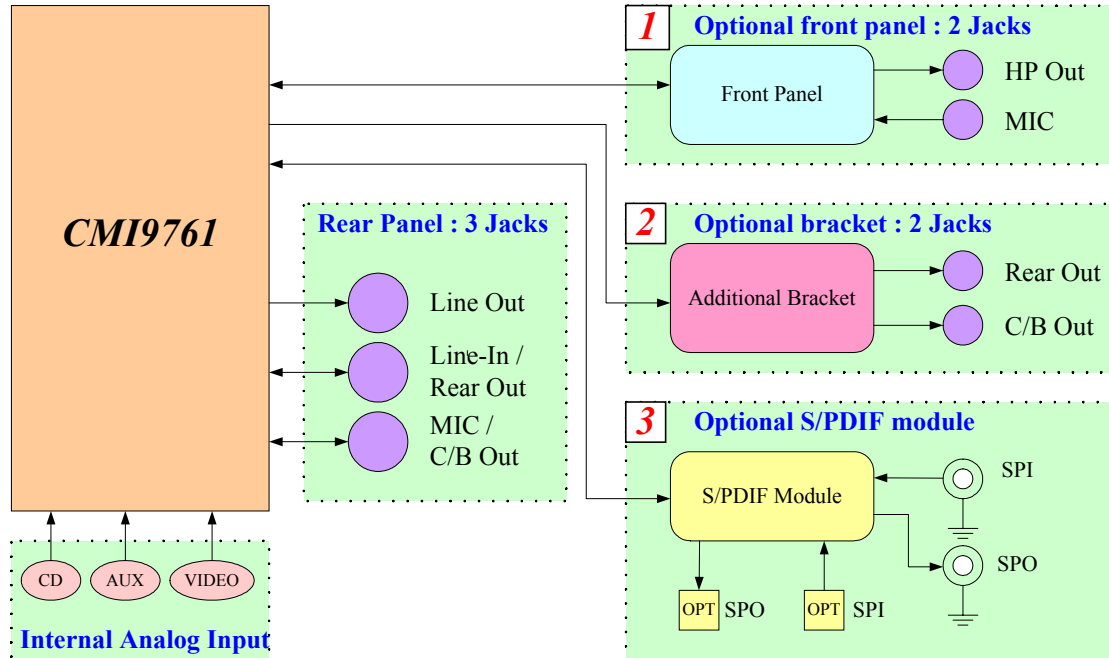 CMI9761
1
Optional front panel : 2 Jacks
Front Panel
HP Out
MIC
2
Optional bracket : 2 Jacks
Additional Bracket
Rear Out
C/B Out
Rear Panel : 3 Jacks
Line Out
Line-In /
Rear Out
MIC /
C/B Out
3
Optional S/PDIF module
S/PDIF Module
SPI
SPO
OPT
SPO
OPT
SPI
CD
AUX
VIDEO
Internal Analog Input